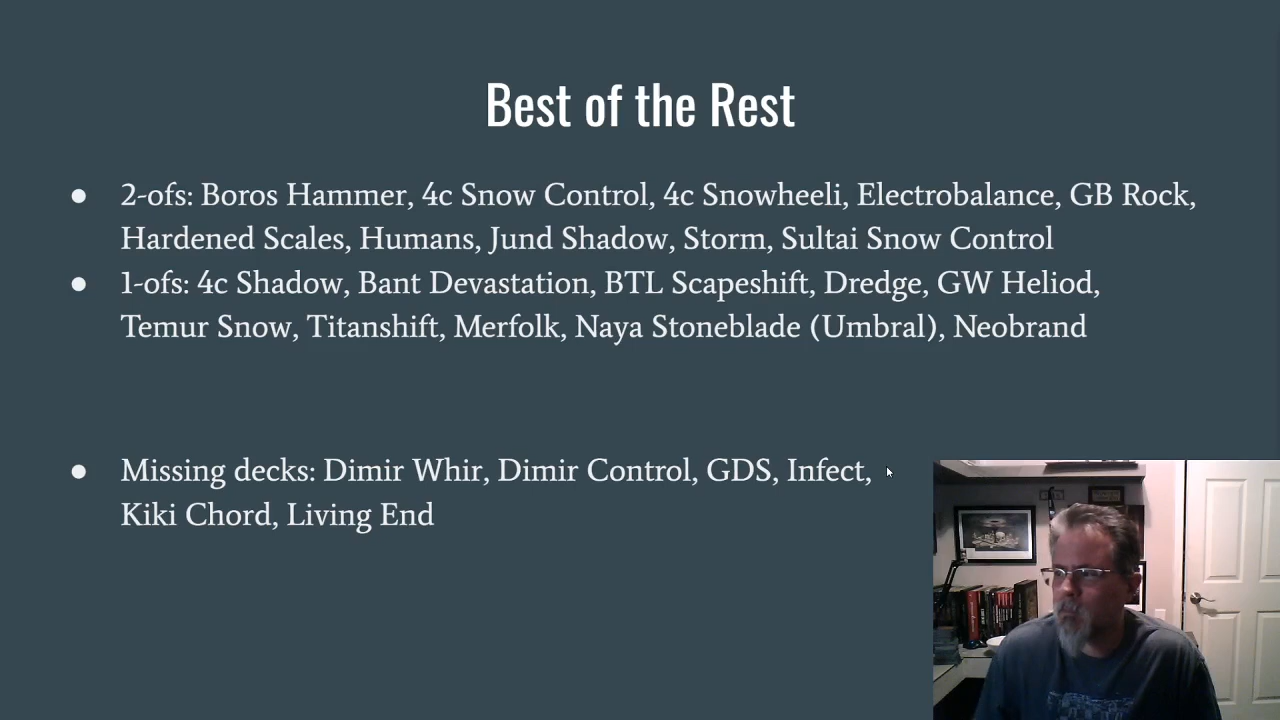 Best of the Rest
● 2-ofs: Boros Hammer, 4c Snow Control, 4c Snowheeli, Electrobalance, GB Rock,
Hardened Scales, Humans, Jund Shadow, Storm, Sultai Snow Control
● 1-ofs: 4c Shadow, Bant Devastation, BTL Scapeshift, Dredge, GW Heliod,
Temur Snow, Titanshift, Merfolk, Naya Stoneblade (Umbral), Neobrand
● Missing decks: Dimir Whir, Dimir Control, GDS, Infect,
Kiki Chord, Living End